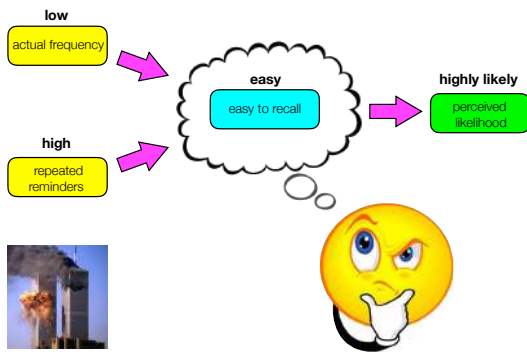 low
actual frequency
high
repeated
reminders
easy
easy to recall
highly likely
perceived
likelihood